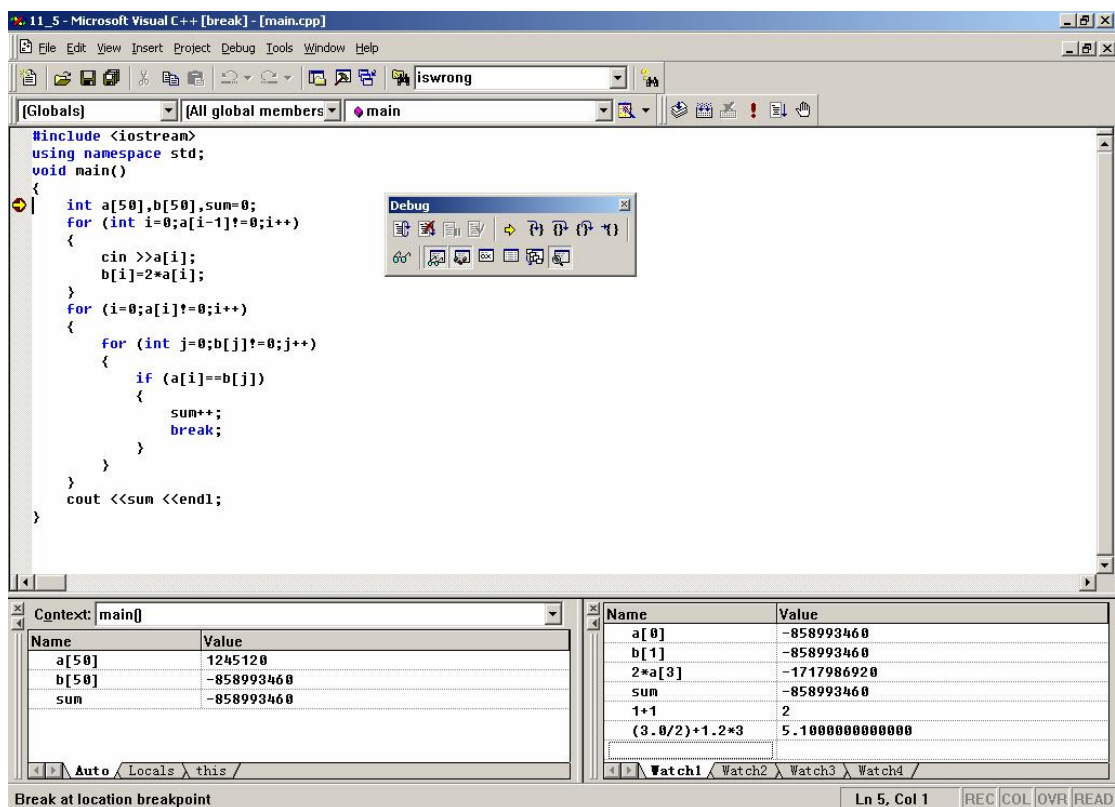 11_5 - Microsoft Visual C++ [break] - [main.cpp]
File Edit View Insert Project Debug Tools Window Help
iswrong
(Globals) (All global members main
#include <iostream>
using namespace std;
void main()
{
int a[50],b[50],sum=0;
for (int i=0;a[i-1]!=0;i++)
{
cin >>a[i];
b[i]=2*a[i];
}
for (i=0;a[i]!=0;i++)
{
for (int j=0;b[j]!=0;j++)
{
if (a[i]==b[j])
{
sum++;
break;
}
}
}
cout <<sum <<endl;
}
Debug
Context: main()
Name Value
a[50] 1245120
b[50] -858993460
sum -858993460
Auto Locals this
Name Value
a[0] -858993460
b[1] -858993460
2*a[3] -1717986920
sum -858993460
1+1 2
(3.0/2)+1.2*3 5.1000000000000
Watch1 Watch2 Watch3 Watch4
Break at location breakpoint Ln 5, Col 1 REC COL OVR READ